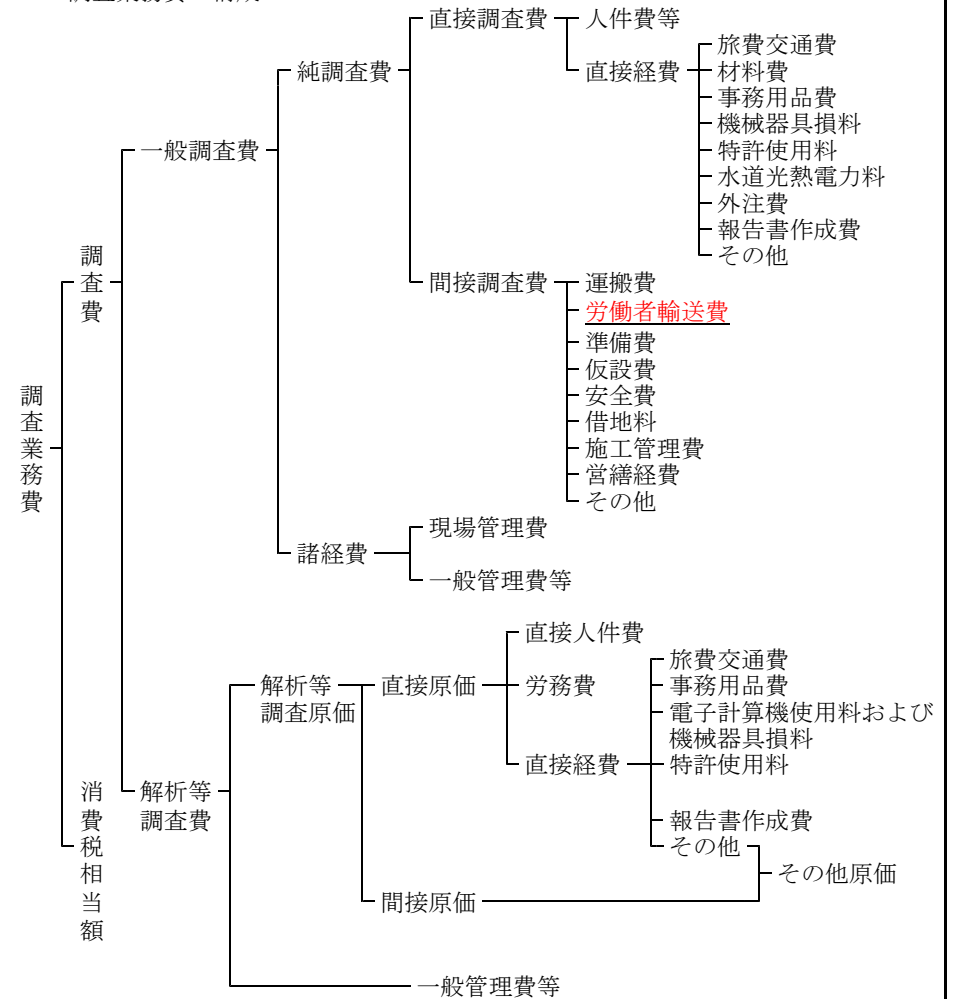 直接調査費
人件費等
旅費交通費
純調査費
直接経費
材料費
事務用品費
機械器具損料
一般調査費
特許使用料
水道光熱電力料
外注費
報告書作成費
その他
調査費
間接調査費
運搬費
労働者輸送費
準備費
仮設費
安全費
借地料
施工管理費
営繕経費
その他
調査業務費
諸経費
現場管理費
一般管理費等
直接人件費
旅費交通費
解析等
調査原価
直接原価
労務費
事務用品費
電子計算機使用料および
機械器具損料
直接経費
特許使用料
解析等
調査費
報告書作成費
その他
その他原価
消費税相当額
間接原価
一般管理費等